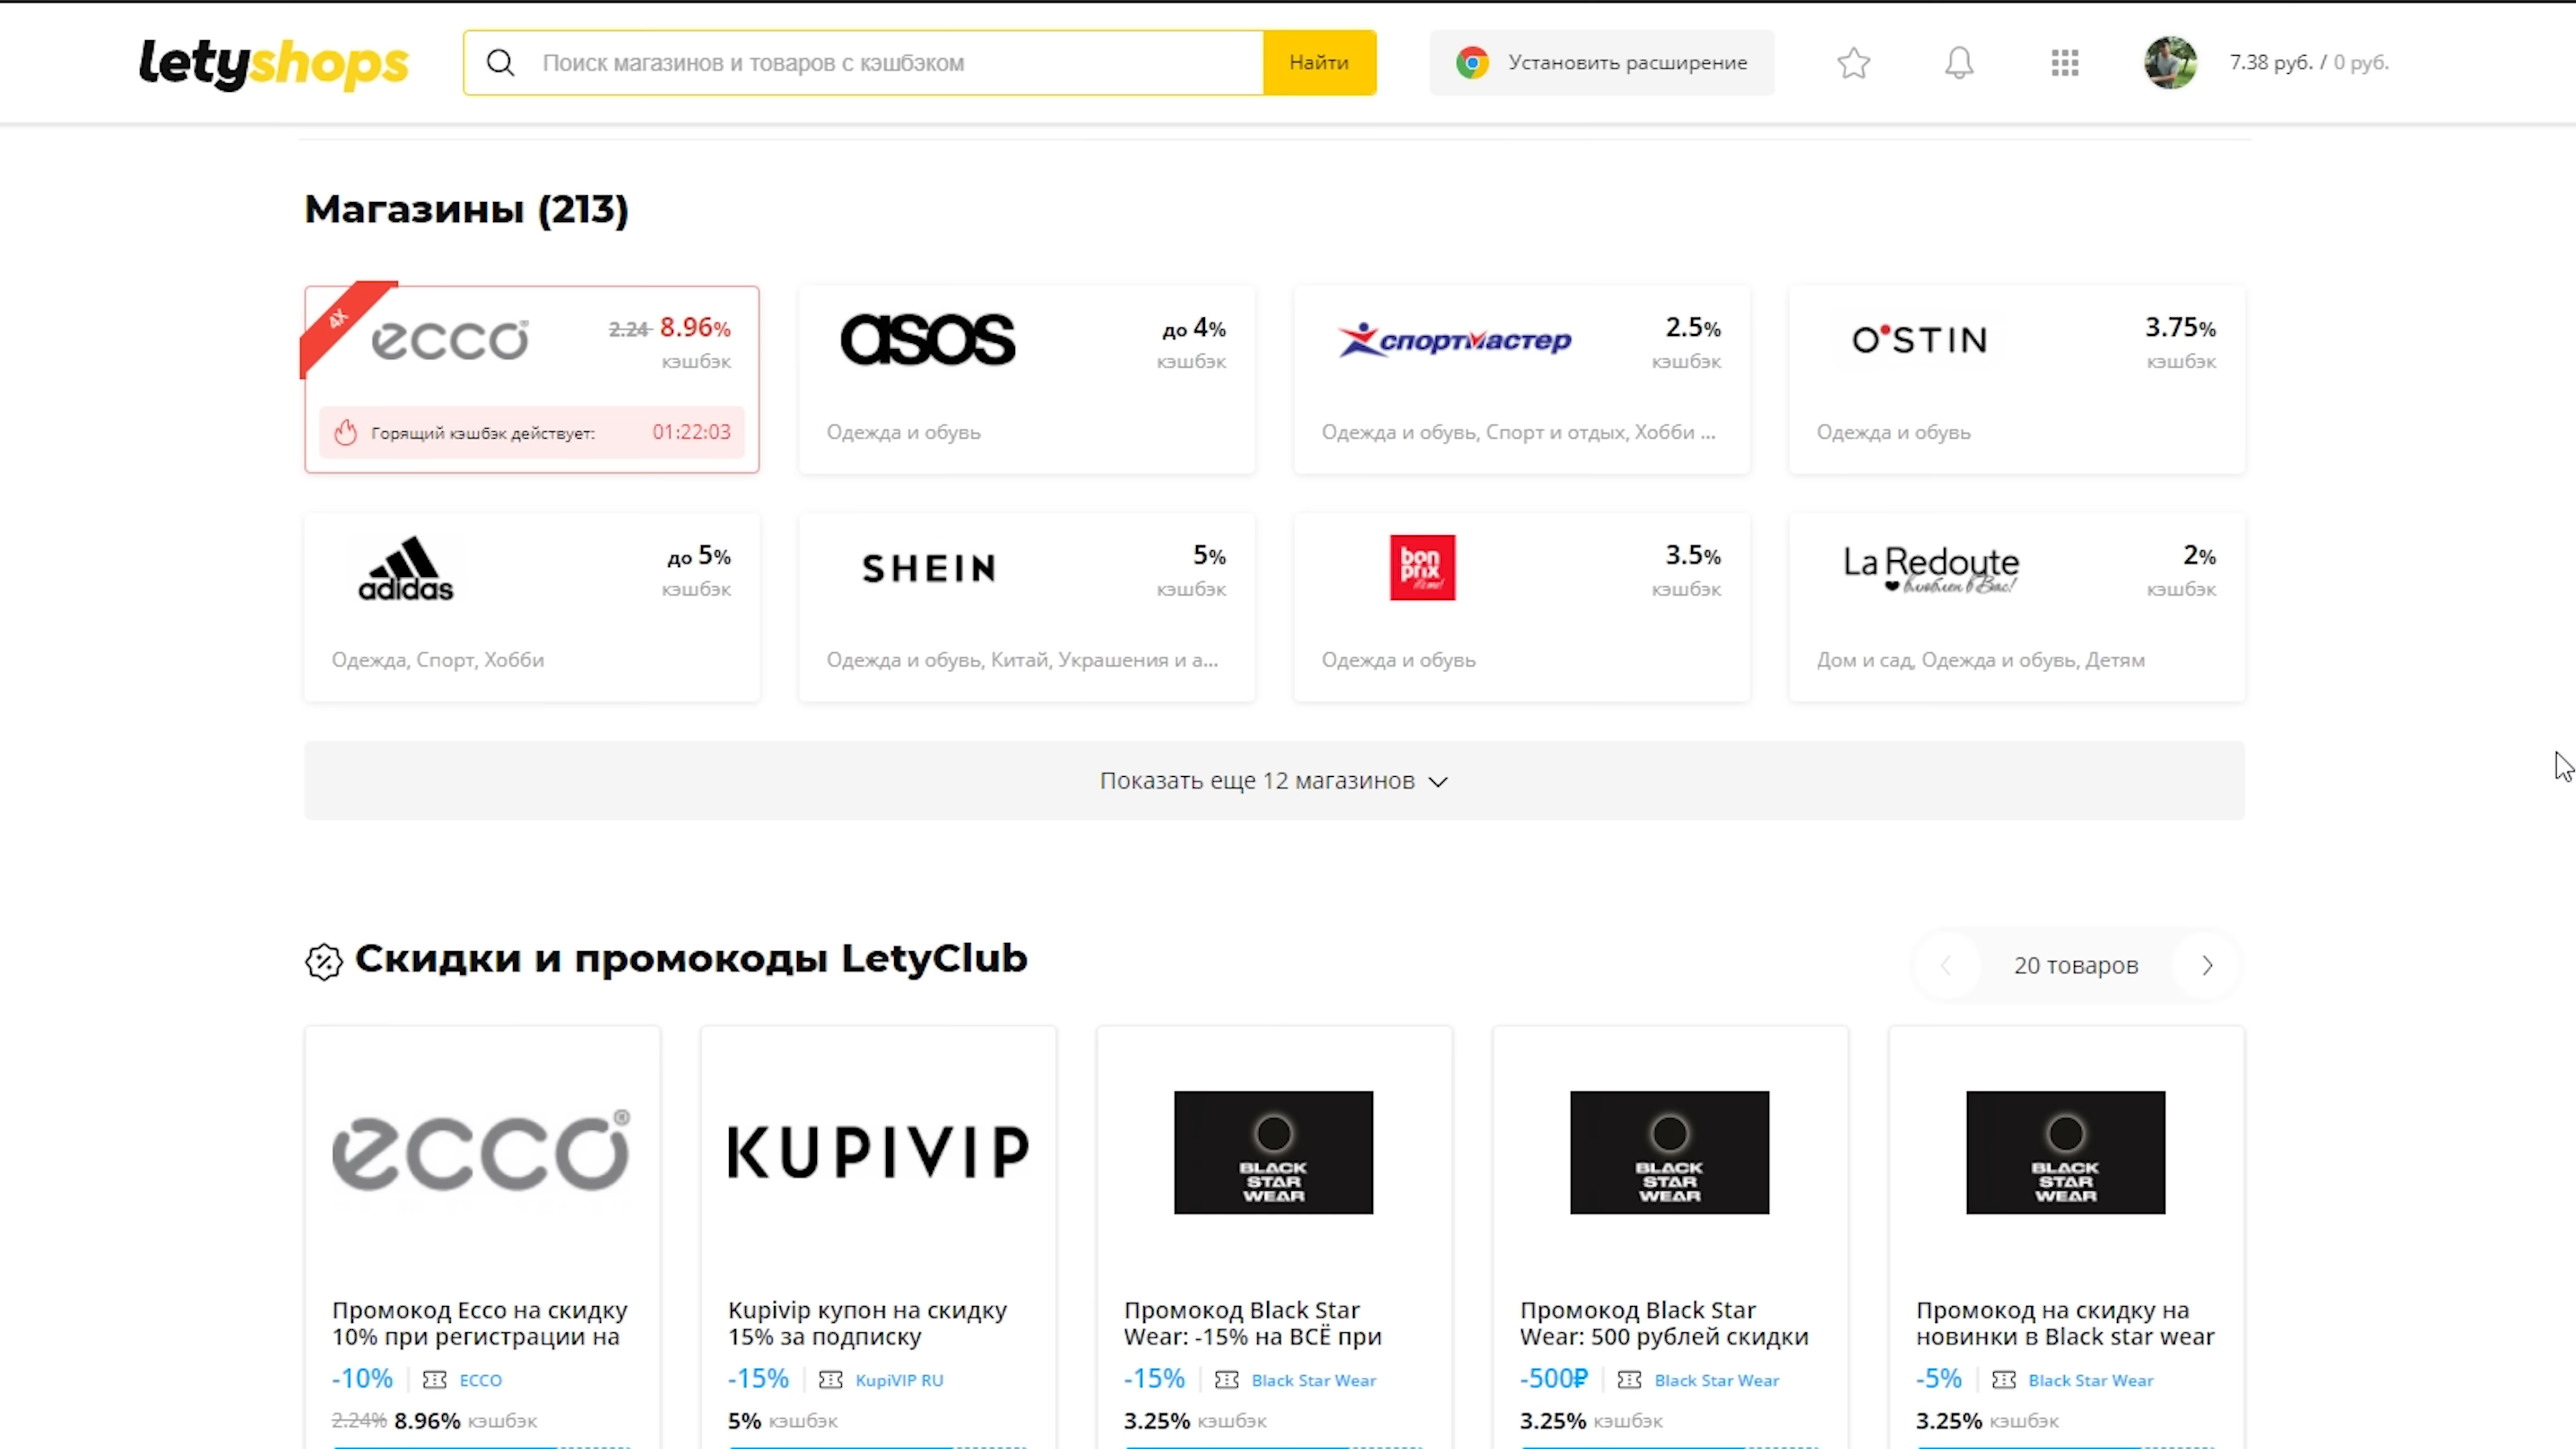 letyshops
Поиск магазинов и товаров с кэшбэком
Найти
Установить расширение
7.38 руб. / 0 руб.
Магазины (213)
4X
ecco
2.24 8.96%
кэшбэк
Горящий кэшбэк действует: 01:22:03
asos
до 4%
кэшбэк
Одежда и обувь
спортмастер
2.5%
кэшбэк
Одежда и обувь, Спорт и отдых, Хобби ...
O'STIN
3.75%
кэшбэк
Одежда и обувь
adidas
до 5%
кэшбэк
Одежда, Спорт, Хобби
SHEIN
5%
кэшбэк
Одежда и обувь, Китай, Украшения и а...
bon
prix
it's me!
3.5%
кэшбэк
Одежда и обувь
La Redoute
влюблен в Вас!
2%
кэшбэк
Дом и сад, Одежда и обувь, Детям
Показать еще 12 магазинов
Скидки и промокоды LetyClub
20 товаров
ecco®
Промокод Ecco на скидку
10% при регистрации на
-10% ECCO
2.24% 8.96% кэшбэк
KUPIVIP
Kupivip купон на скидку
15% за подписку
-15% KupiVIP RU
5% кэшбэк
BLACK
STAR
WEAR
Промокод Black Star
Wear: -15% на ВСЁ при
-15% Black Star Wear
3.25% кэшбэк
BLACK
STAR
WEAR
Промокод Black Star
Wear: 500 рублей скидки
-500₽ Black Star Wear
3.25% кэшбэк
BLACK
STAR
WEAR
Промокод на скидку на
новинки в Black star wear
-5% Black Star Wear
3.25% кэшбэк